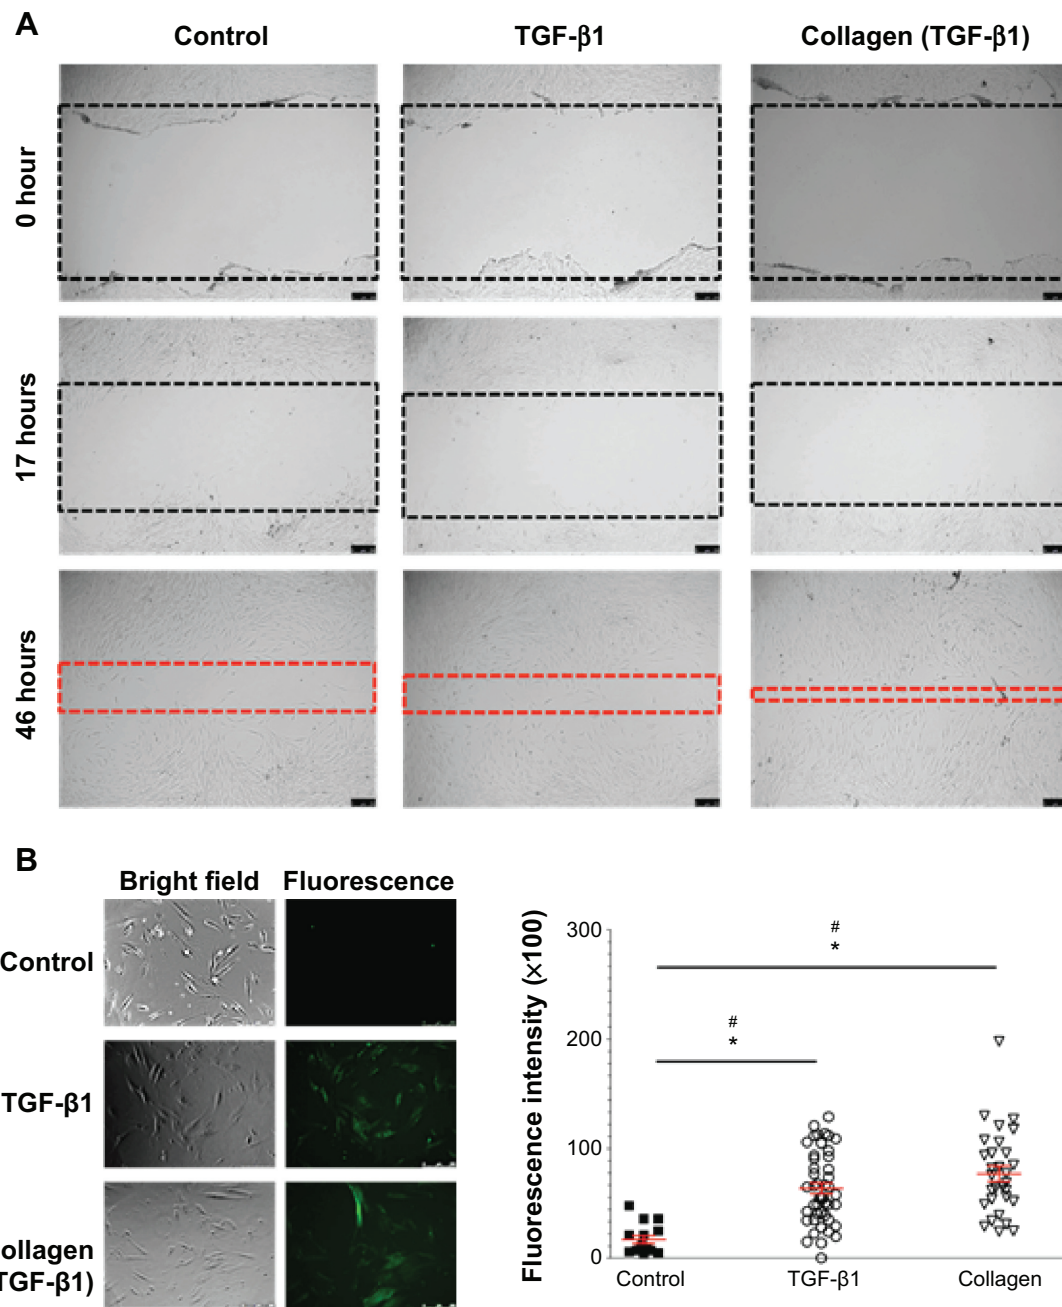 A
Control
TGF-β1
Collagen (TGF-β1)
0 hour
17 hours
46 hours
B
Bright field
Fluorescence
Control
TGF-β1
ollagen
TGF-β1)
Fluorescence intensity (×100)
300
200
100
0
#
*
#
*
Control
TGF-β1
Collagen